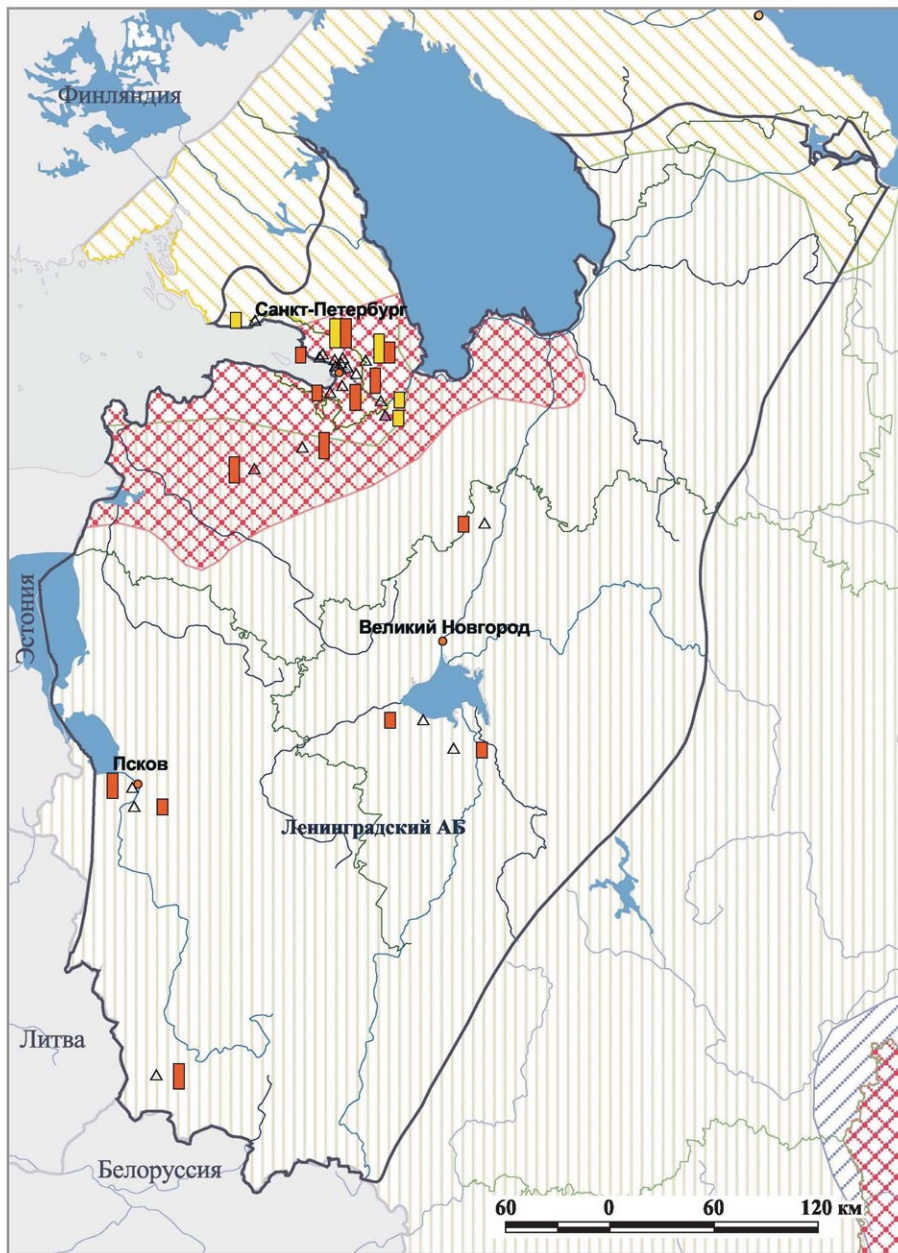 Финляндия
Санкт-Петербург
Эстония
Великий Новгород
Псков
Ленинградский АБ
Литва
Белоруссия
60 0 60 120 км